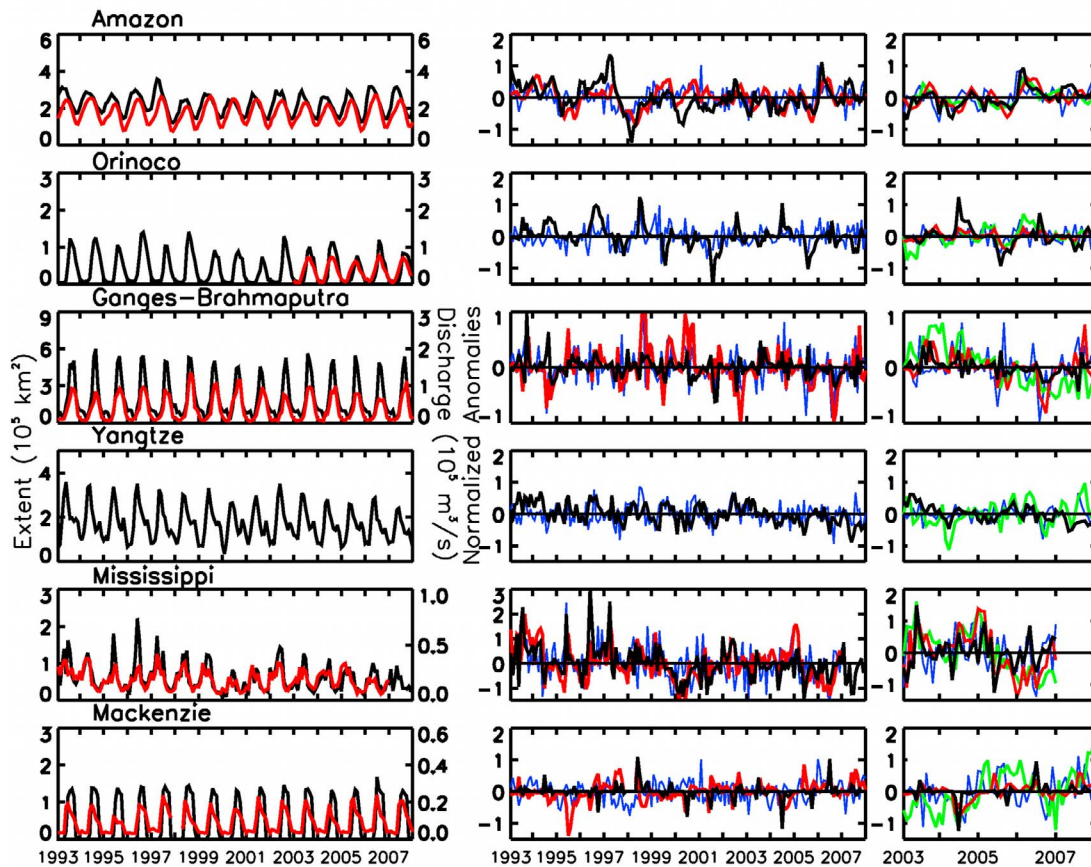 Amazon
6 6 2 2
4 4 1 1
2 2 0 0
0 0 −1 −1
Orinoco
3 3 2 2
2 2 1 1
1 1 0 0
0 0 −1 −1
Ganges−Brahmaputra
9 3 1 1
6 2
3 1 0 0
0 0 −1 −1
Yangtze
4 2 2
2 1 1
0 0 0
−1 −1
Mississippi
3 1.0 3 2
2 2 1
1 0.5 1 0
0 0.0 0 −1
−1
Mackenzie
3 0.6 2 2
2 0.4 1 1
1 0.2 0 0
0 0.0 −1 −1
1993 1995 1997 1999 2001 2003 2005 2007
1993 1995 1997 1999 2001 2003 2005 2007
2003 2005 2007
Extent (10⁵ km²)
Discharge (10⁵ m³/s)
Normalized Anomalies